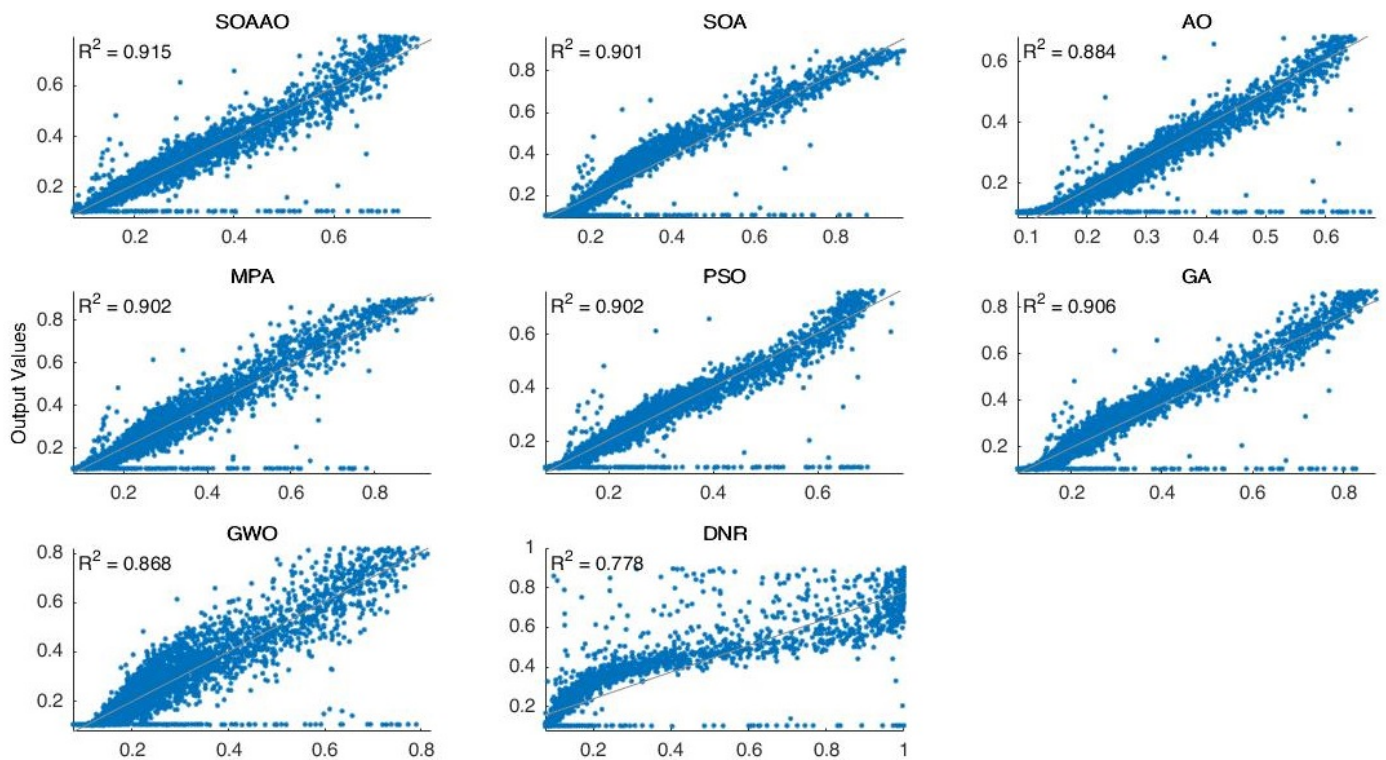 SOAAO
R² = 0.915
0.6
0.4
0.2
0.2 0.4 0.6
SOA
R² = 0.901
0.8
0.6
0.4
0.2
0.2 0.4 0.6 0.8
AO
R² = 0.884
0.6
0.4
0.2
0.1 0.2 0.3 0.4 0.5 0.6
Output Values
MPA
R² = 0.902
0.8
0.6
0.4
0.2
0.2 0.4 0.6 0.8
PSO
R² = 0.902
0.6
0.4
0.2
0.2 0.4 0.6
GA
R² = 0.906
0.8
0.6
0.4
0.2
0.2 0.4 0.6 0.8
GWO
R² = 0.868
0.8
0.6
0.4
0.2
0.2 0.4 0.6 0.8
DNR
R² = 0.778
1
0.8
0.6
0.4
0.2
0.2 0.4 0.6 0.8 1